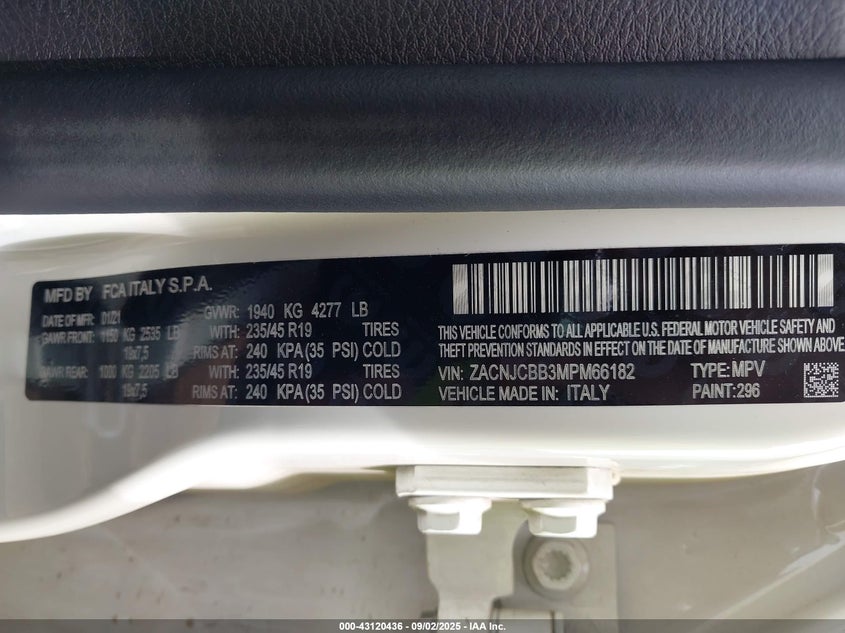 MFD BY FCA ITALY S.P.A.
DATE OF MFR: 01/21 GVWR: 1940 KG 4277 LB
GAWR FRONT: 1150 KG 2535 LB WITH: 235/45 R19 TIRES
19x7,5 RIMS AT: 240 KPA(35 PSI) COLD
GAWR REAR: 1000 KG 2205 LB WITH: 235/45 R19 TIRES
19x7,5 RIMS AT: 240 KPA(35 PSI) COLD
THIS VEHICLE CONFORMS TO ALL APPLICABLE U.S. FEDERAL MOTOR VEHICLE SAFETY AND
THEFT PREVENTION STANDARDS IN EFFECT ON THE DATE OF MANUFACTURE SHOWN ABOVE
VIN: ZACNJCBB3MPM66182 TYPE: MPV
VEHICLE MADE IN: ITALY PAINT:296
000-43120436 - 09/02/2025 - IAA Inc.